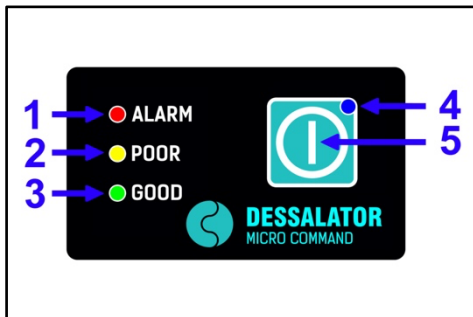 1 ALARM 4
2 POOR 5
3 GOOD
DESSALATOR
MICRO COMMAND